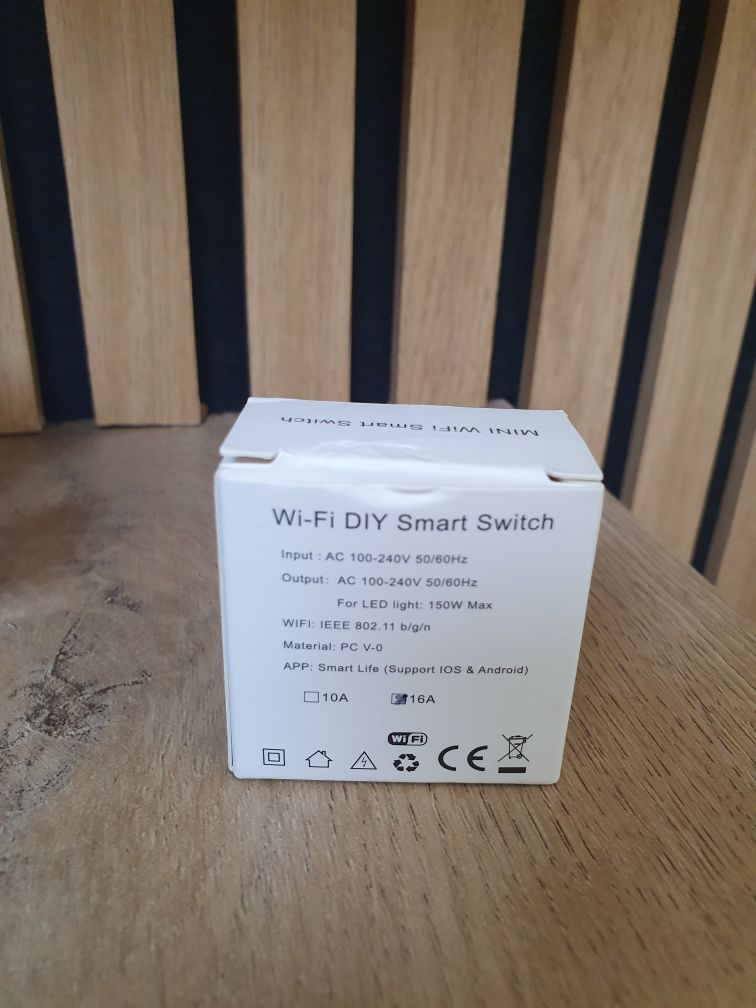 MINI WiFi Smart Switch
Wi-Fi DIY Smart Switch
Input : AC 100-240V 50/60Hz
Output: AC 100-240V 50/60Hz
For LED light: 150W Max
WIFI: IEEE 802.11 b/g/n
Material: PC V-0
APP: Smart Life (Support IOS & Android)
10A 16A
WiFi
CE